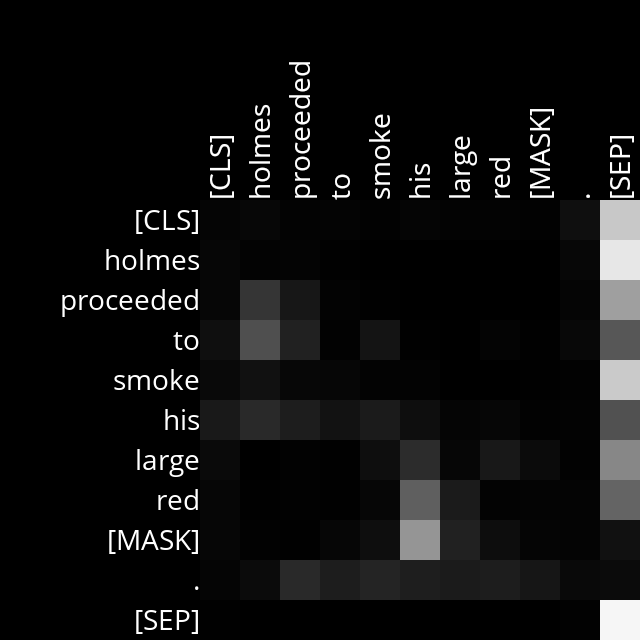 [CLS]
holmes
proceeded
to
smoke
his
large
red
[MASK]
.
[SEP]
[CLS]
holmes
proceeded
to
smoke
his
large
red
[MASK]
.
[SEP]